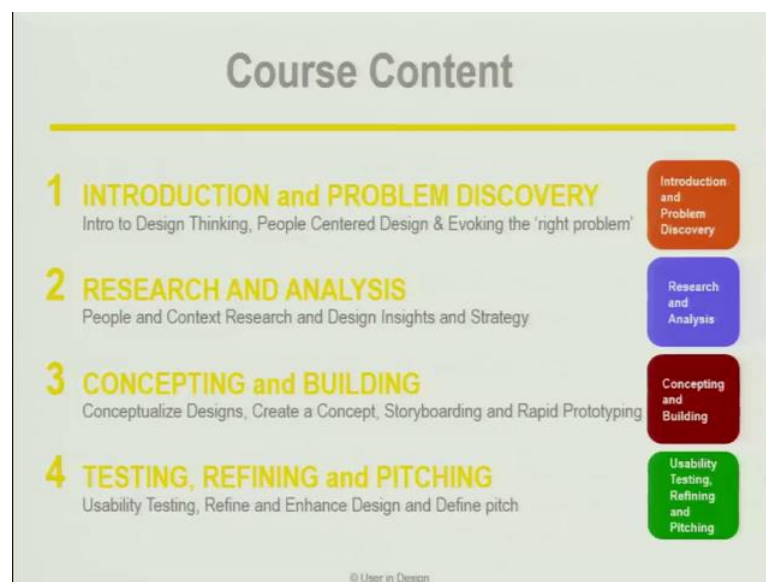 Course Content
1 INTRODUCTION and PROBLEM DISCOVERY
Intro to Design Thinking, People Centered Design & Evoking the 'right problem'
Introduction
and
Problem
Discovery
2 RESEARCH AND ANALYSIS
People and Context Research and Design Insights and Strategy
Research
and
Analysis
3 CONCEPTING and BUILDING
Conceptualize Designs, Create a Concept, Storyboarding and Rapid Prototyping
Concepting
and
Building
4 TESTING, REFINING and PITCHING
Usability Testing, Refine and Enhance Design and Define pitch
Usability
Testing,
Refining
and
Pitching
© User in Design